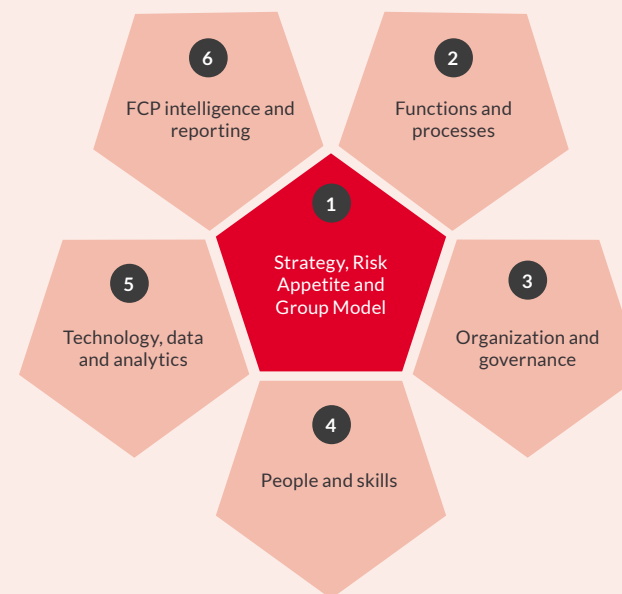 1
Strategy, Risk
Appetite and
Group Model
2
Functions and
processes
3
Organization and
governance
4
People and skills
5
Technology, data
and analytics
6
FCP intelligence and
reporting